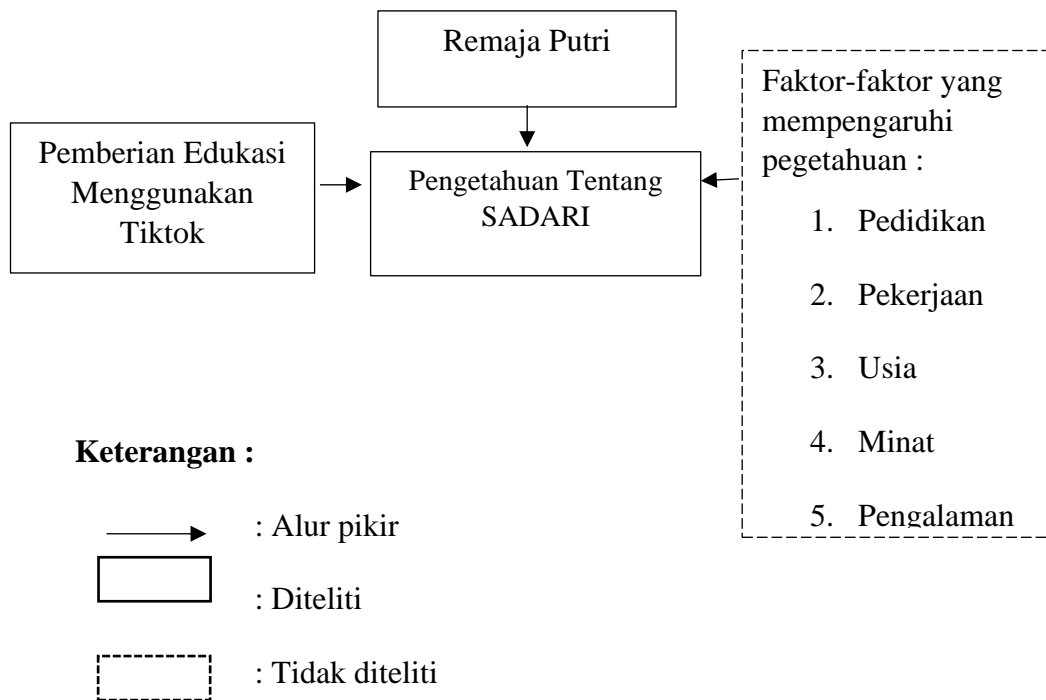 Remaja Putri
Pemberian Edukasi
Menggunakan
Tiktok
Pengetahuan Tentang
SADARI
Faktor-faktor yang
mempengaruhi
pegetahuan :
1. Pedidikan
2. Pekerjaan
3. Usia
4. Minat
5. Pengalaman
Keterangan :
: Alur pikir
: Diteliti
: Tidak diteliti